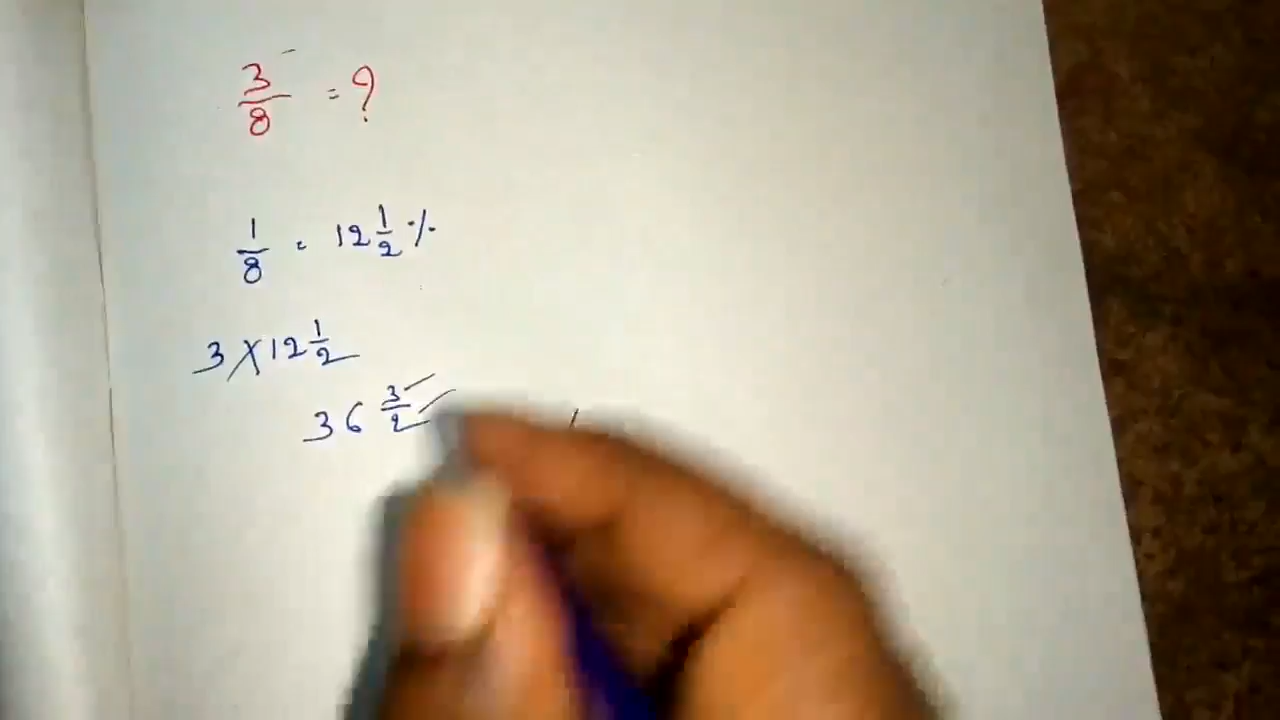 3/8 = ?
1/8 = 12 1/2 %
3 X 12 1/2
36 3/2